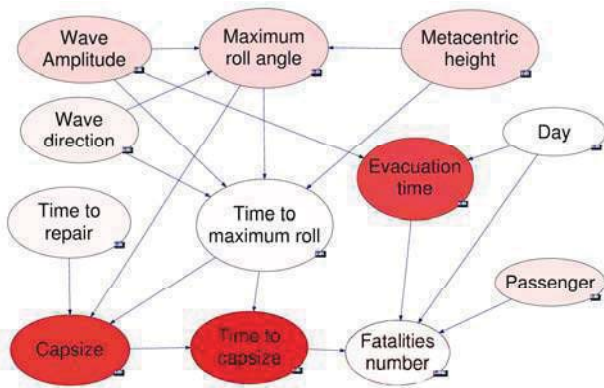 Wave
Amplitude
Maximum
roll angle
Metacentric
height
Wave
direction
Day
Evacuation
time
Time to
repair
Time to
maximum roll
Passenger
Capsize
Time to
capsize
Fatalities
number